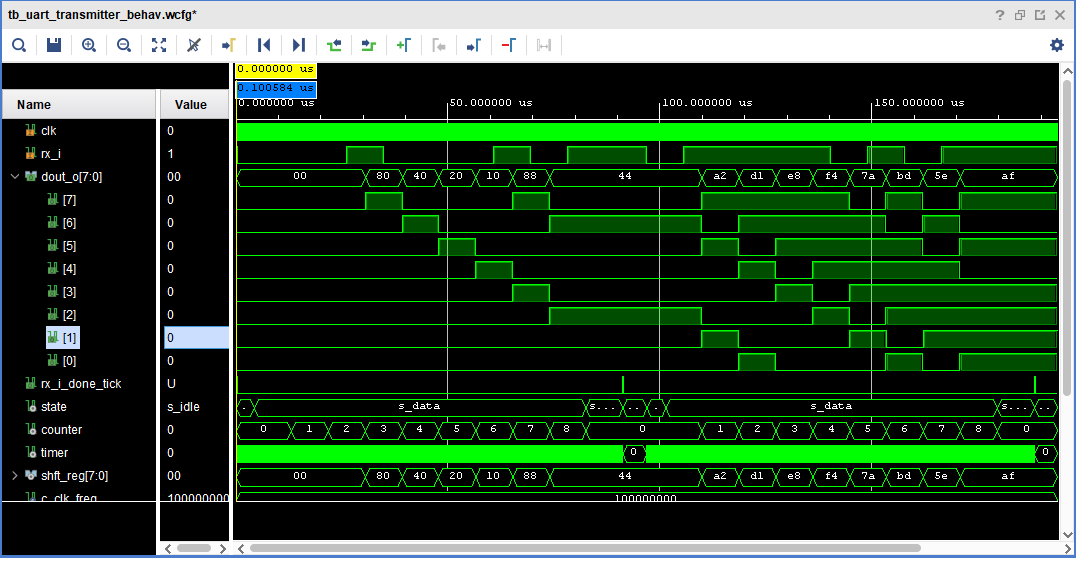 tb_uart_transmitter_behav.wcfg*
0.000000 us
0.100584 us
Name Value 0.000000 us 50.000000 us 100.000000 us 150.000000 us
clk 0
rx_i 1
dout_o[7:0] 00 00 80 40 20 10 88 44 a2 d1 e8 f4 7a bd 5e af
[7] 0
[6] 0
[5] 0
[4] 0
[3] 0
[2] 0
[1] 0
[0] 0
rx_i_done_tick U
state s_idle . s_data s... .. . s_data s... ..
counter 0 0 1 2 3 4 5 6 7 8 0 1 2 3 4 5 6 7 8 0
timer 0 0 0
shft_reg[7:0] 00 00 80 40 20 10 88 44 a2 d1 e8 f4 7a bd 5e af
c_clk_freq 100000000 100000000